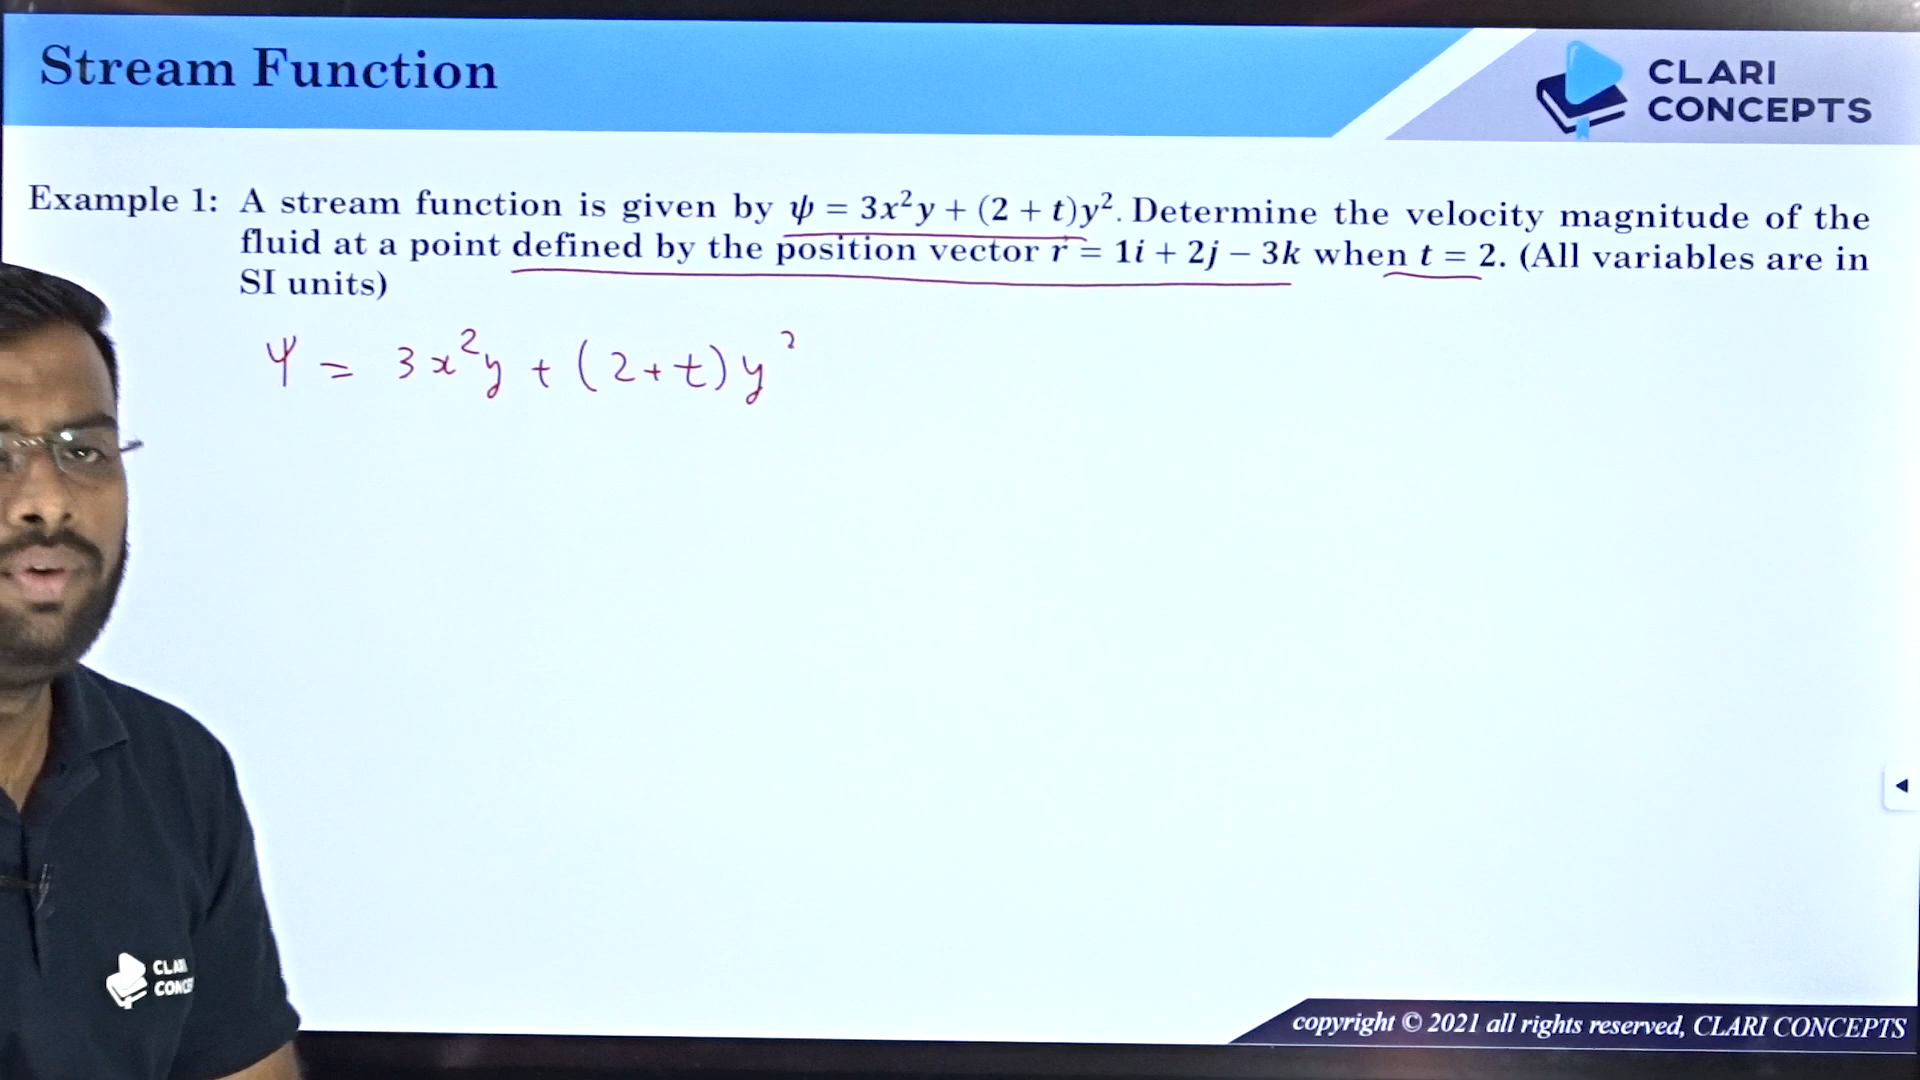 Stream Function
CLARI
CONCEPTS
Example 1: A stream function is given by ψ = 3x²y + (2 + t)y². Determine the velocity magnitude of the
fluid at a point defined by the position vector r = 1i + 2j − 3k when t = 2. (All variables are in
SI units)
ψ = 3x²y + (2+t)y²
CLARI
copyright © 2021 all rights reserved, CLARI CONCEPTS